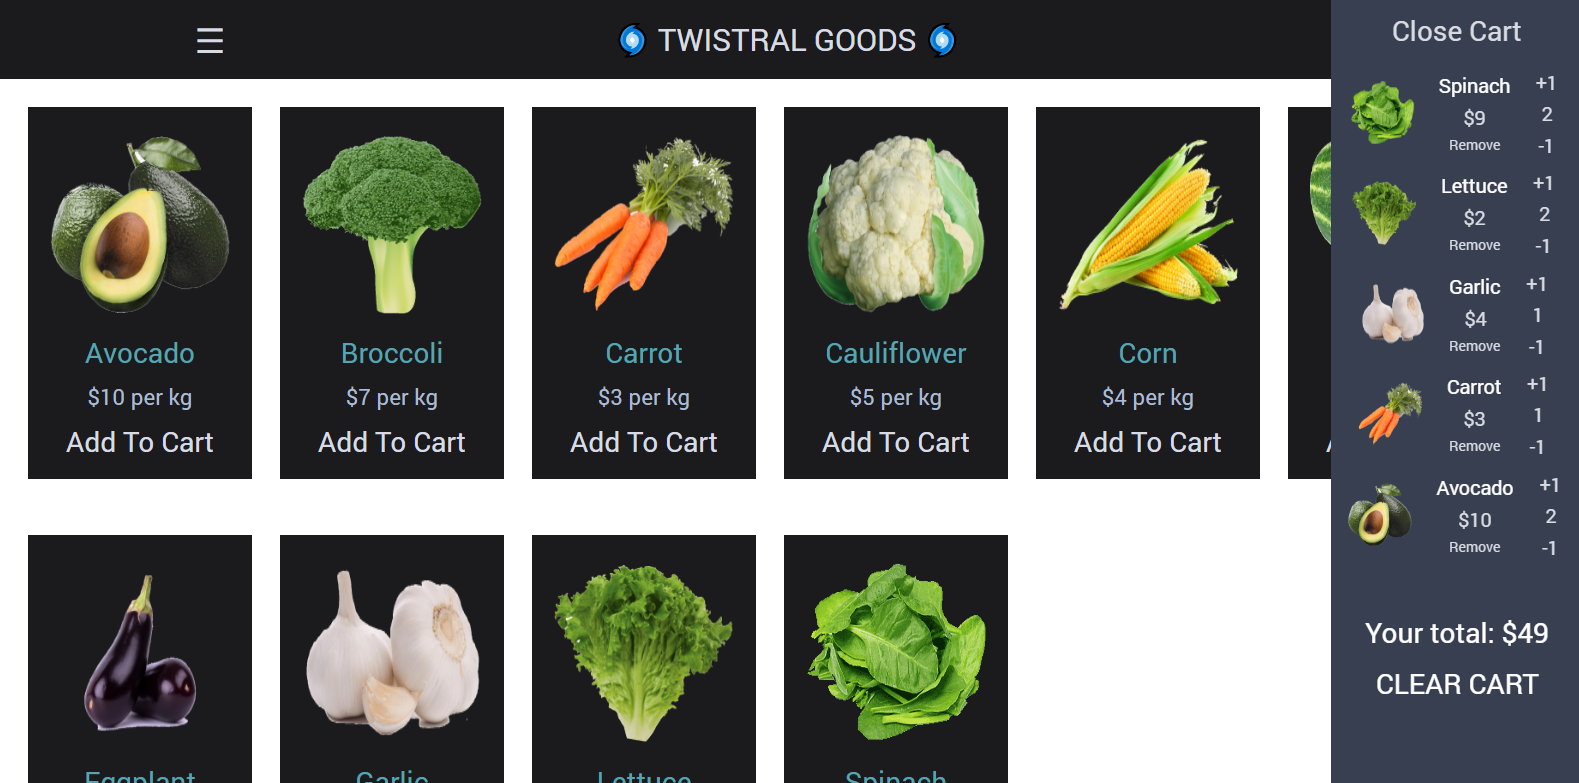 ☰
TWISTRAL GOODS
Avocado
$10 per kg
Add To Cart
Broccoli
$7 per kg
Add To Cart
Carrot
$3 per kg
Add To Cart
Cauliflower
$5 per kg
Add To Cart
Corn
$4 per kg
Add To Cart
Eggplant
Garlic
Lettuce
Spinach
Close Cart
Spinach
$9
Remove
+1
2
-1
Lettuce
$2
Remove
+1
2
-1
Garlic
$4
Remove
+1
1
-1
Carrot
$3
Remove
+1
1
-1
Avocado
$10
Remove
+1
2
-1
Your total: $49
CLEAR CART